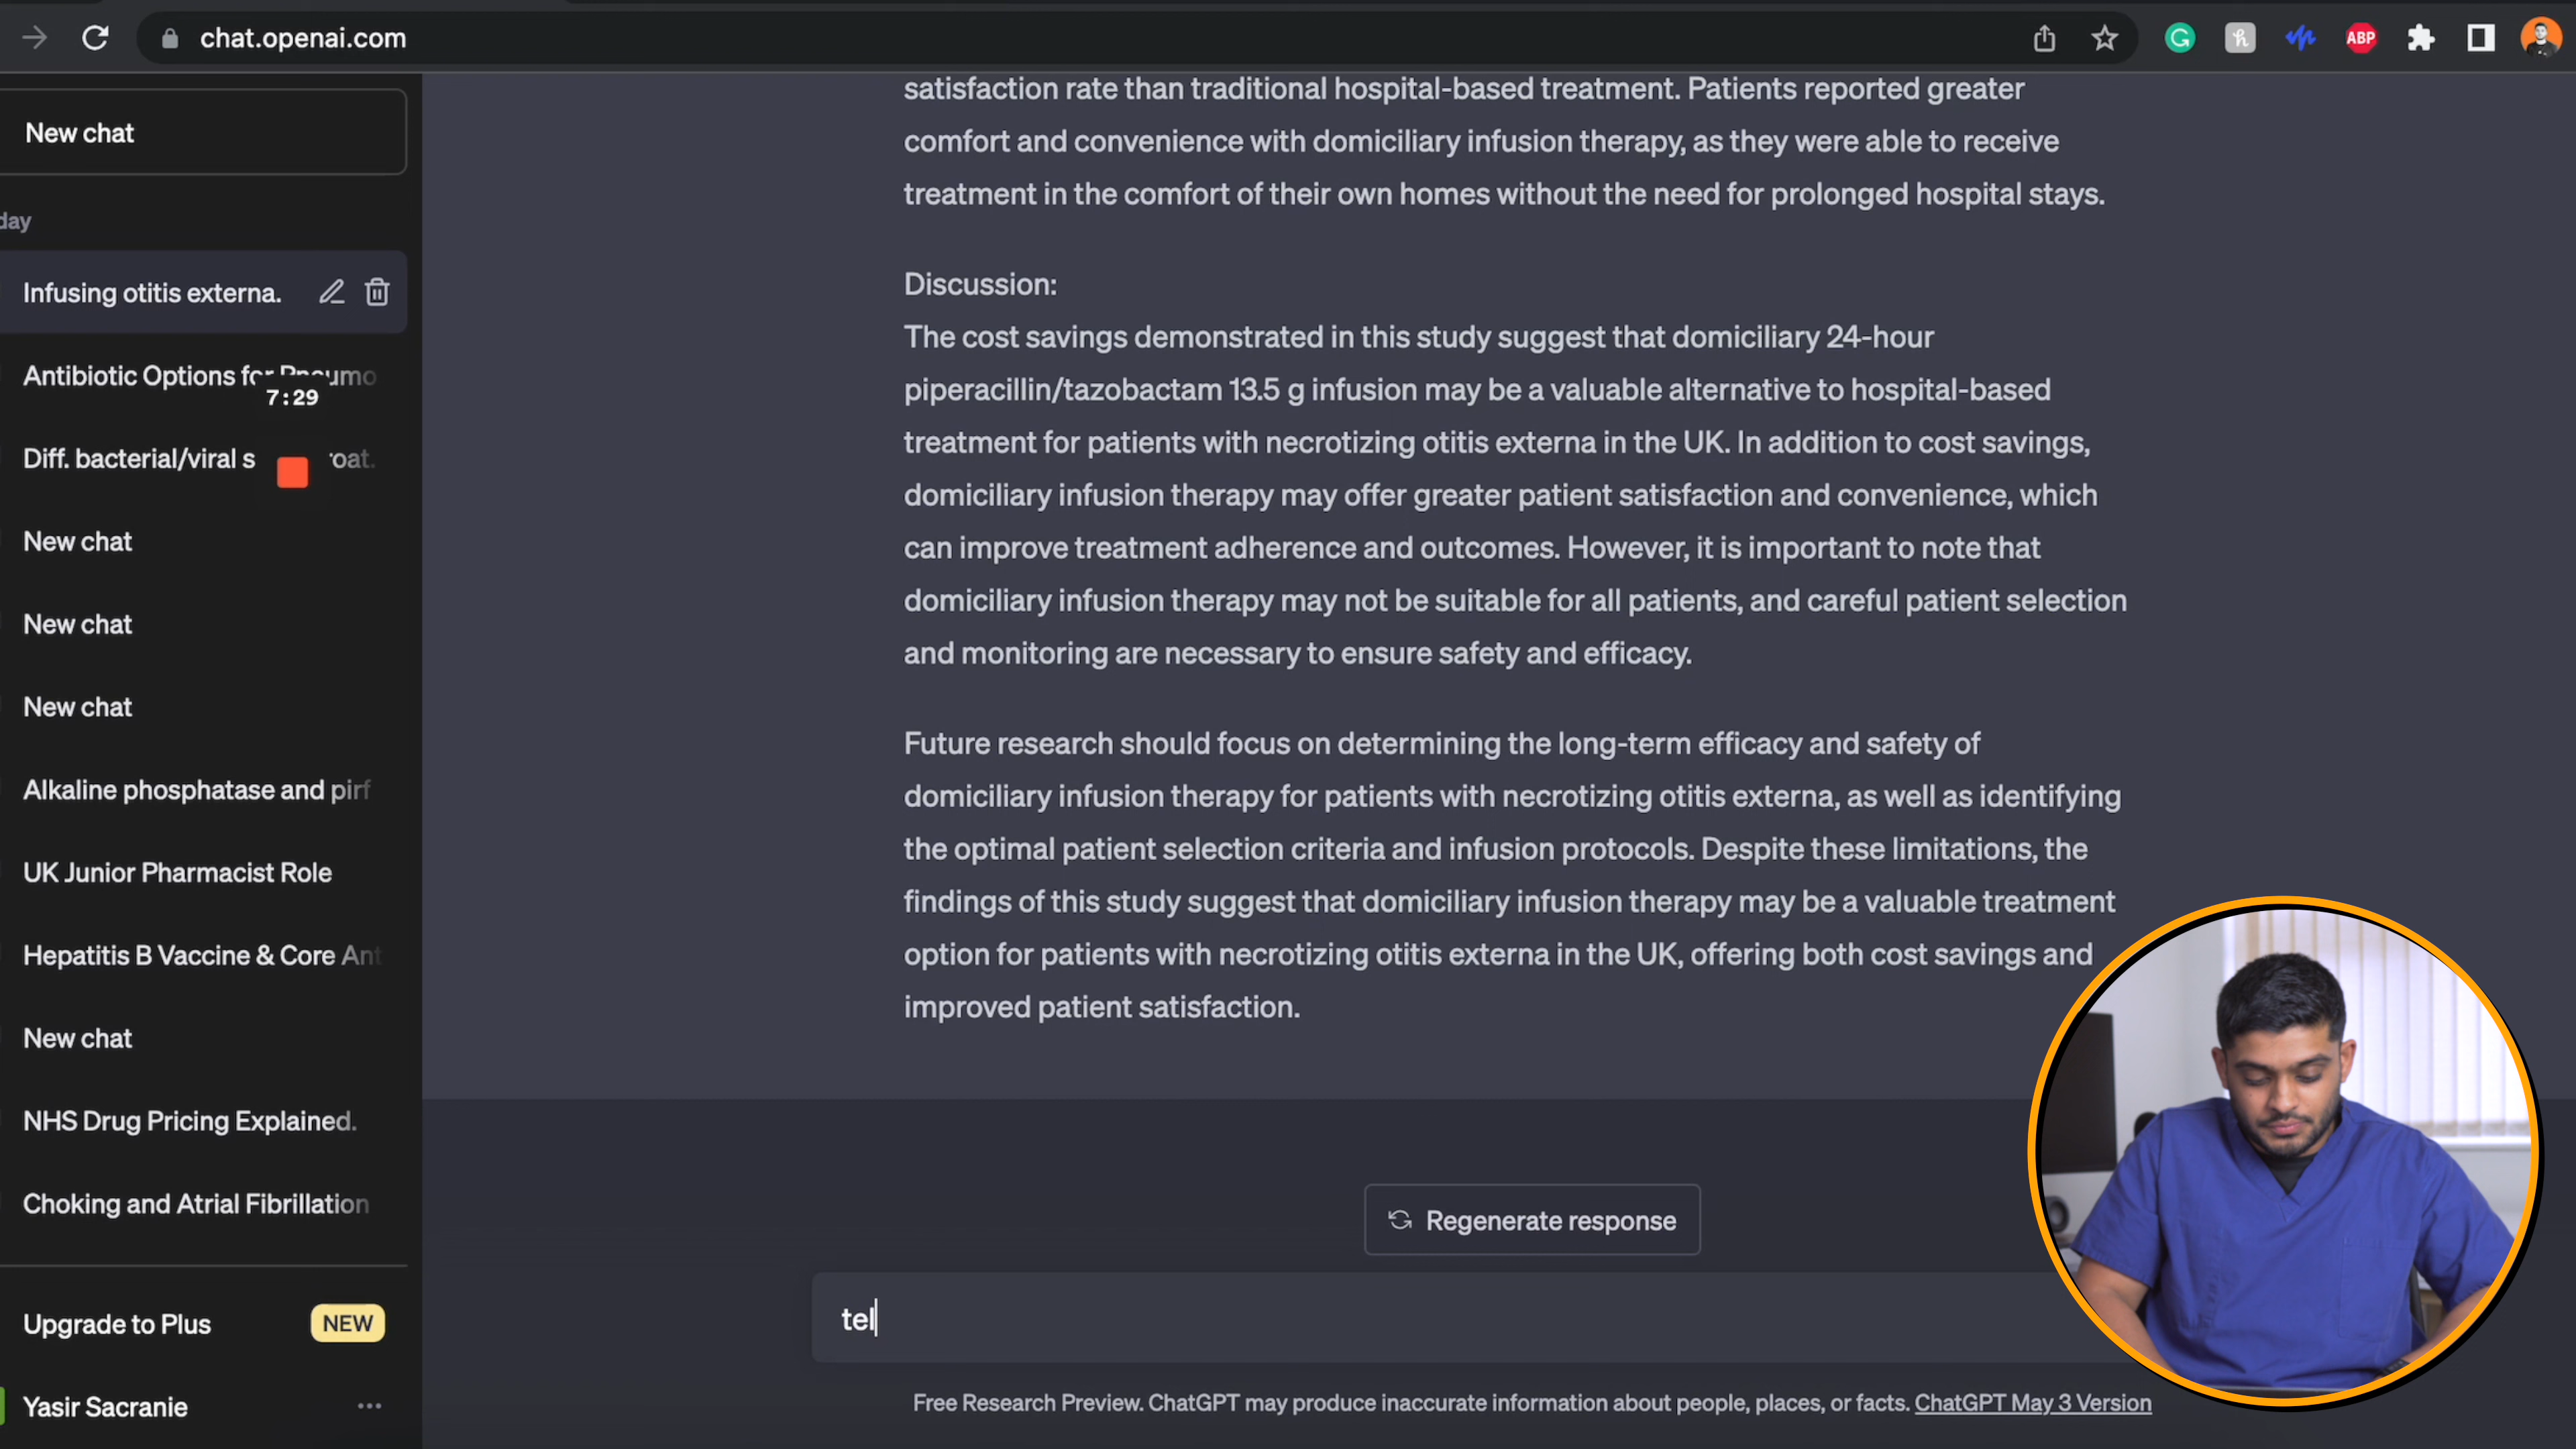 chat.openai.com
ABP
New chat
day
Infusing otitis externa.
Antibiotic Options for Pneumo
7:29
Diff. bacterial/viral s
roat.
New chat
New chat
New chat
Alkaline phosphatase and pirf
UK Junior Pharmacist Role
Hepatitis B Vaccine & Core Ant
New chat
NHS Drug Pricing Explained.
Choking and Atrial Fibrillation
Upgrade to Plus NEW
Yasir Sacranie
satisfaction rate than traditional hospital-based treatment. Patients reported greater
comfort and convenience with domiciliary infusion therapy, as they were able to receive
treatment in the comfort of their own homes without the need for prolonged hospital stays.
Discussion:
The cost savings demonstrated in this study suggest that domiciliary 24-hour
piperacillin/tazobactam 13.5 g infusion may be a valuable alternative to hospital-based
treatment for patients with necrotizing otitis externa in the UK. In addition to cost savings,
domiciliary infusion therapy may offer greater patient satisfaction and convenience, which
can improve treatment adherence and outcomes. However, it is important to note that
domiciliary infusion therapy may not be suitable for all patients, and careful patient selection
and monitoring are necessary to ensure safety and efficacy.
Future research should focus on determining the long-term efficacy and safety of
domiciliary infusion therapy for patients with necrotizing otitis externa, as well as identifying
the optimal patient selection criteria and infusion protocols. Despite these limitations, the
findings of this study suggest that domiciliary infusion therapy may be a valuable treatment
option for patients with necrotizing otitis externa in the UK, offering both cost savings and
improved patient satisfaction.
Regenerate response
tel
Free Research Preview. ChatGPT may produce inaccurate information about people, places, or facts. ChatGPT May 3 Version